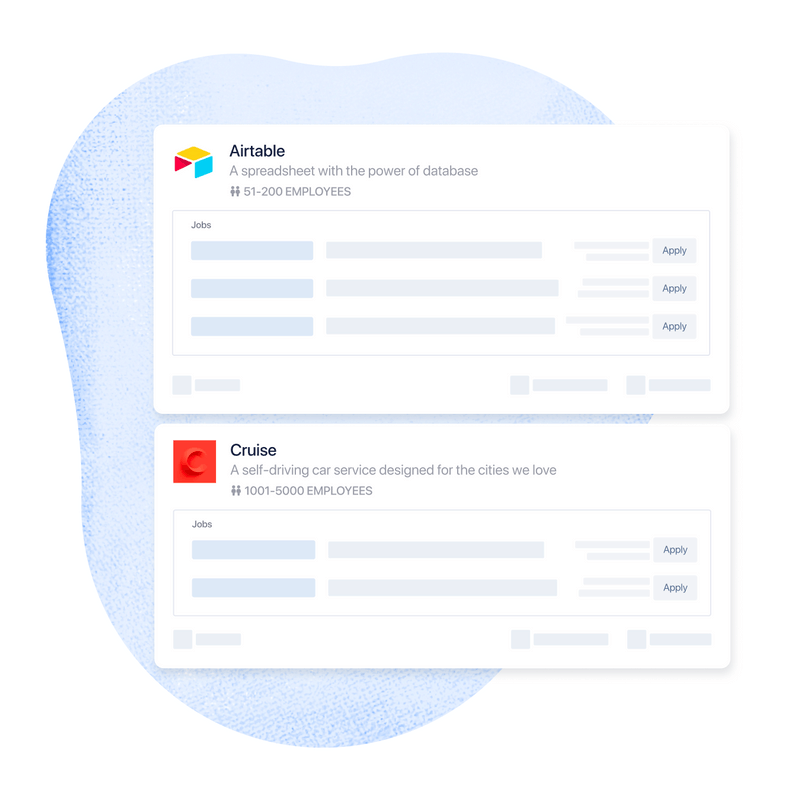 Airtable
A spreadsheet with the power of database
51-200 EMPLOYEES
Jobs
Apply
Apply
Apply
C
Cruise
A self-driving car service designed for the cities we love
1001-5000 EMPLOYEES
Jobs
Apply
Apply